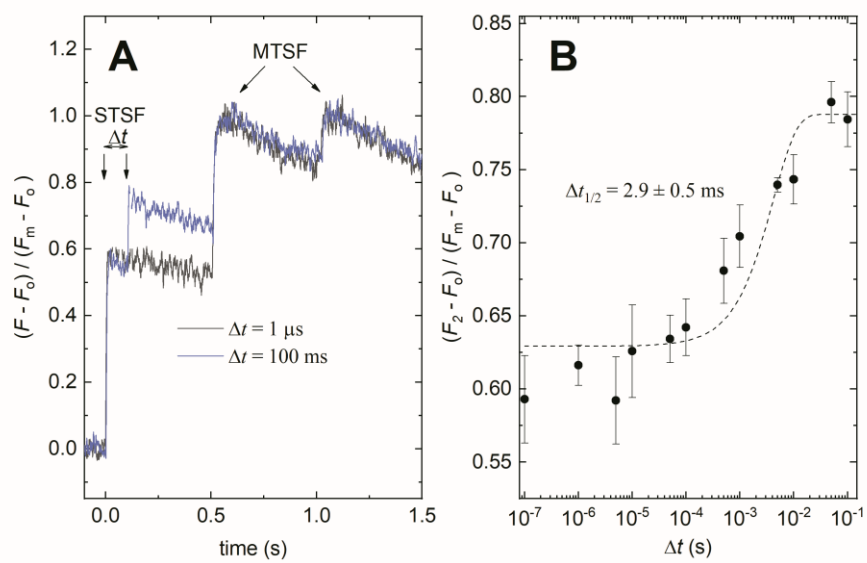 A
MTSF
STSF
Δt
(F - Fo) / (Fm - Fo)
1.2
1.0
0.8
0.6
0.4
0.2
0.0
Δt = 1 μs
Δt = 100 ms
0.0 0.5 1.0 1.5
time (s)
B
(F2 - Fo) / (Fm - Fo)
0.85
0.80
0.75
0.70
0.65
0.60
0.55
Δt1/2 = 2.9 ± 0.5 ms
10-7 10-6 10-5 10-4 10-3 10-2 10-1
Δt (s)